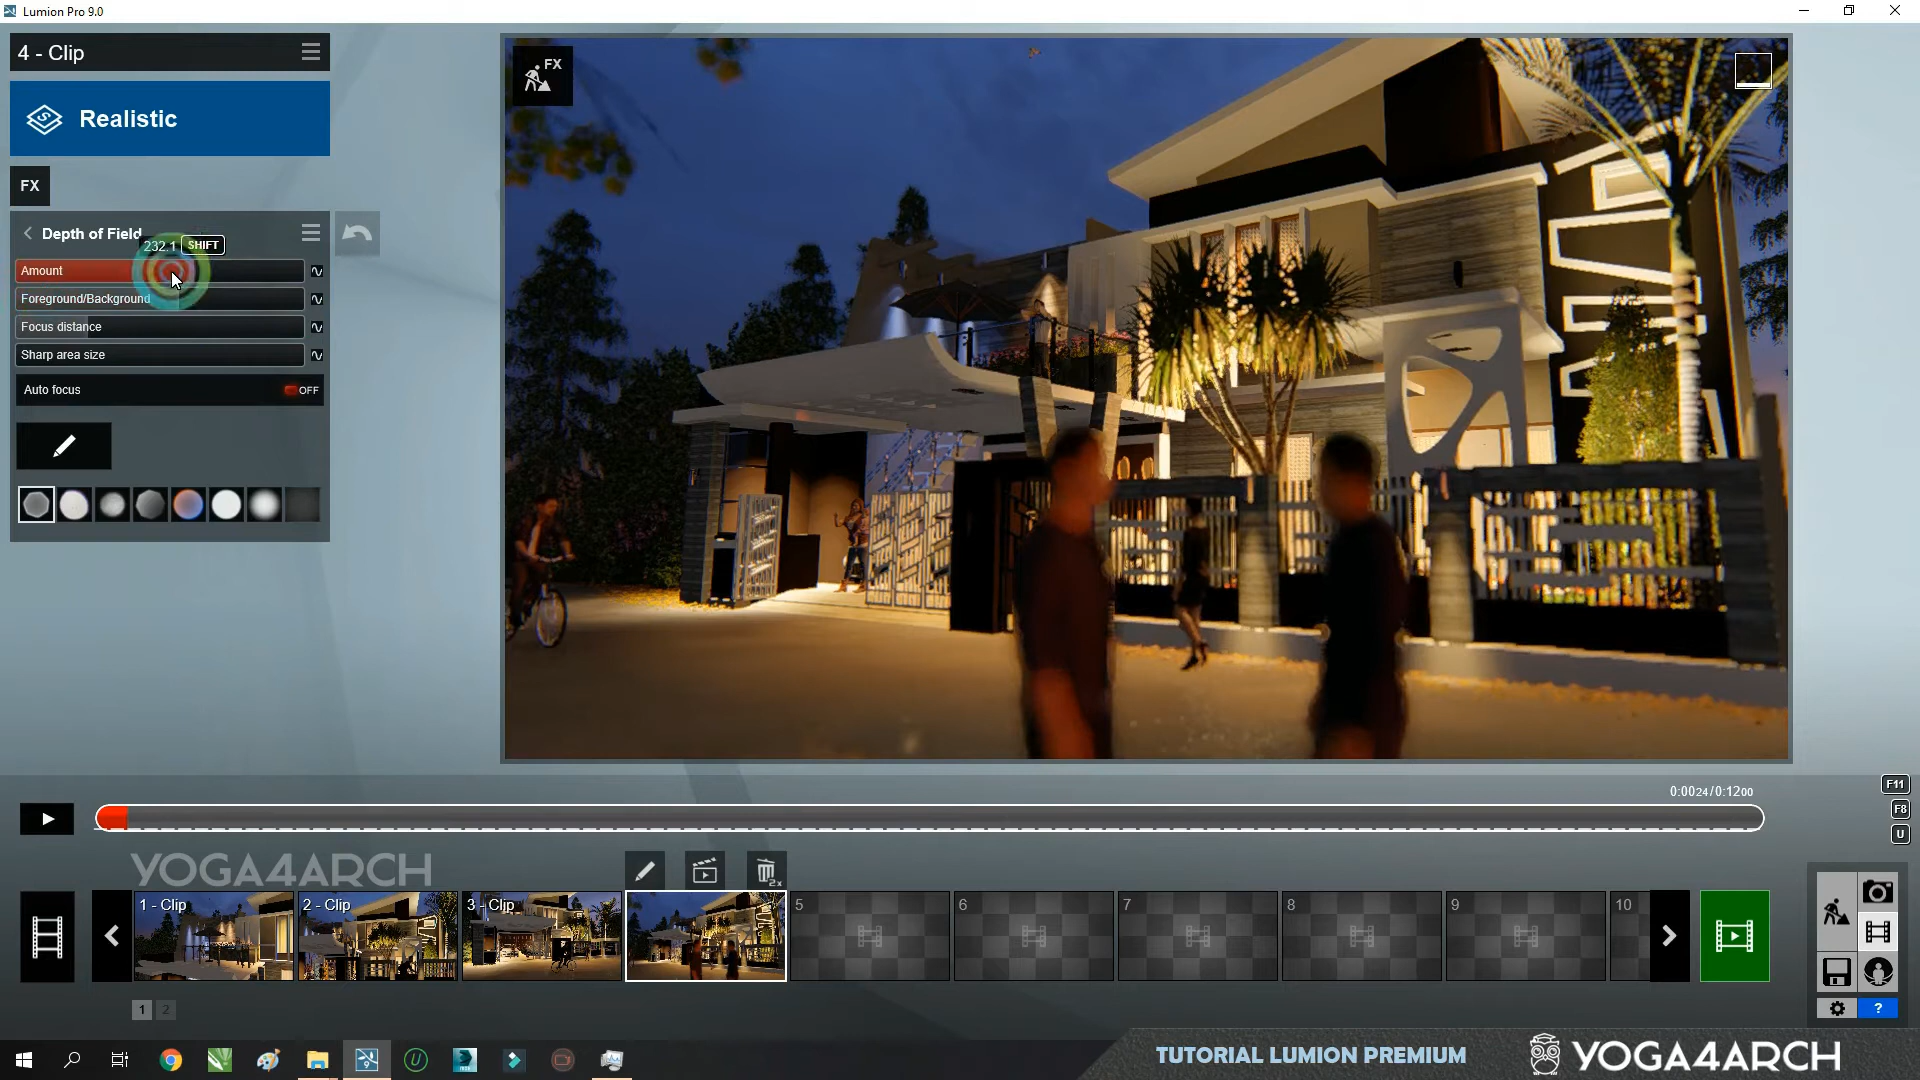 Lumion Pro 9.0
4 - Clip
Realistic
FX
FX
Depth of Field
232.1 SHIFT
Amount
Foreground/Background
Focus distance
Sharp area size
Auto focus OFF
0:0024/0:1200
F11
F8
U
YOGA4ARCH
2x
1 - Clip 2 - Clip 3 - Clip 5 6 7 8 9 10
1 2
?
TUTORIAL LUMION PREMIUM YOGA4ARCH